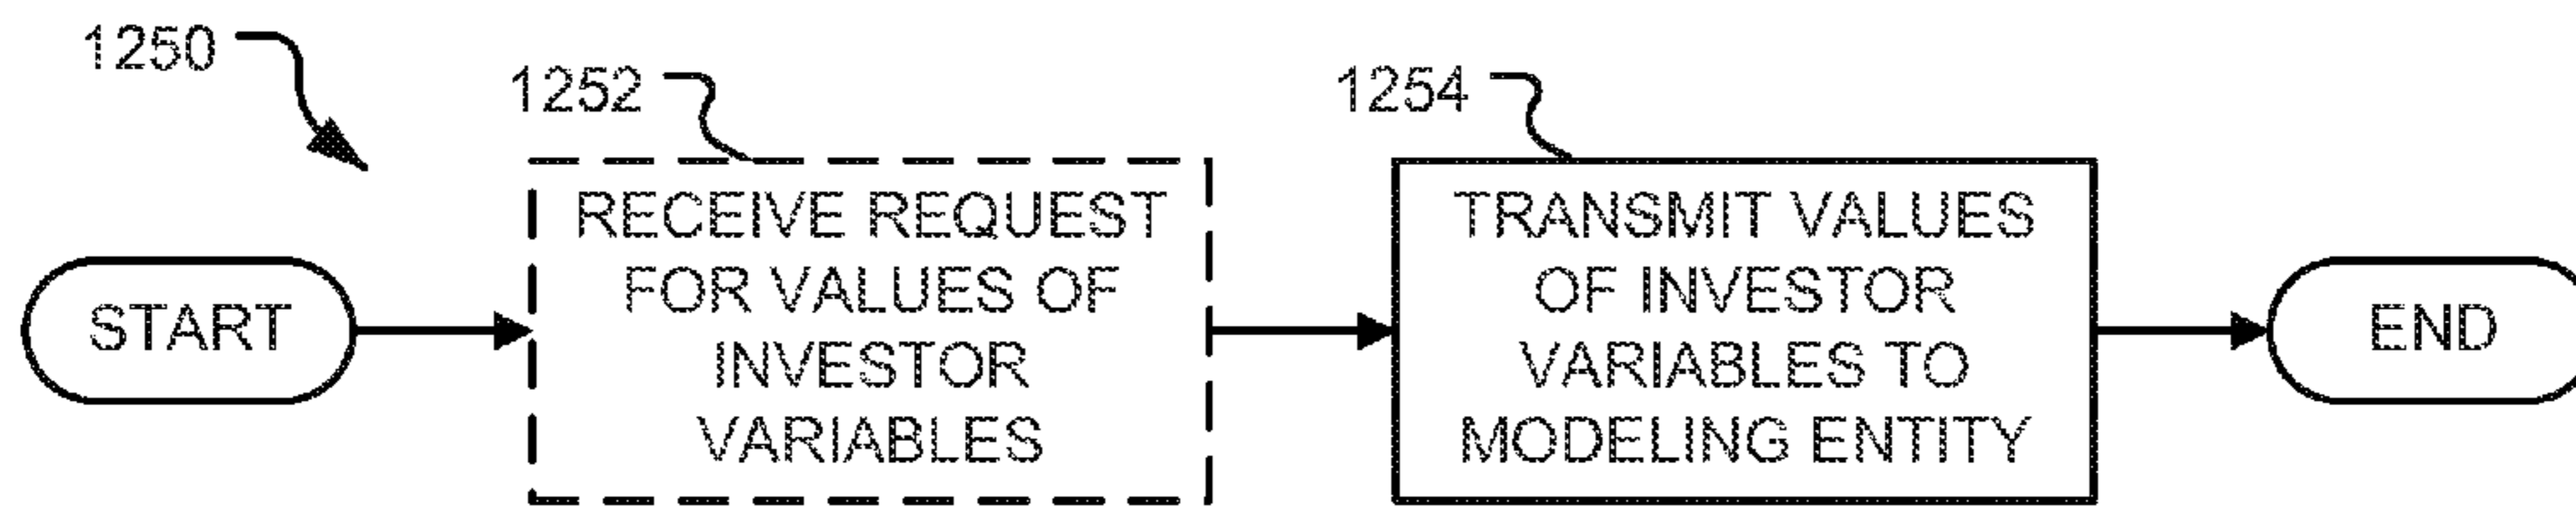 1250
1252
1254
START
RECEIVE REQUEST
FOR VALUES OF
INVESTOR
VARIABLES
TRANSMIT VALUES
OF INVESTOR
VARIABLES TO
MODELING ENTITY
END